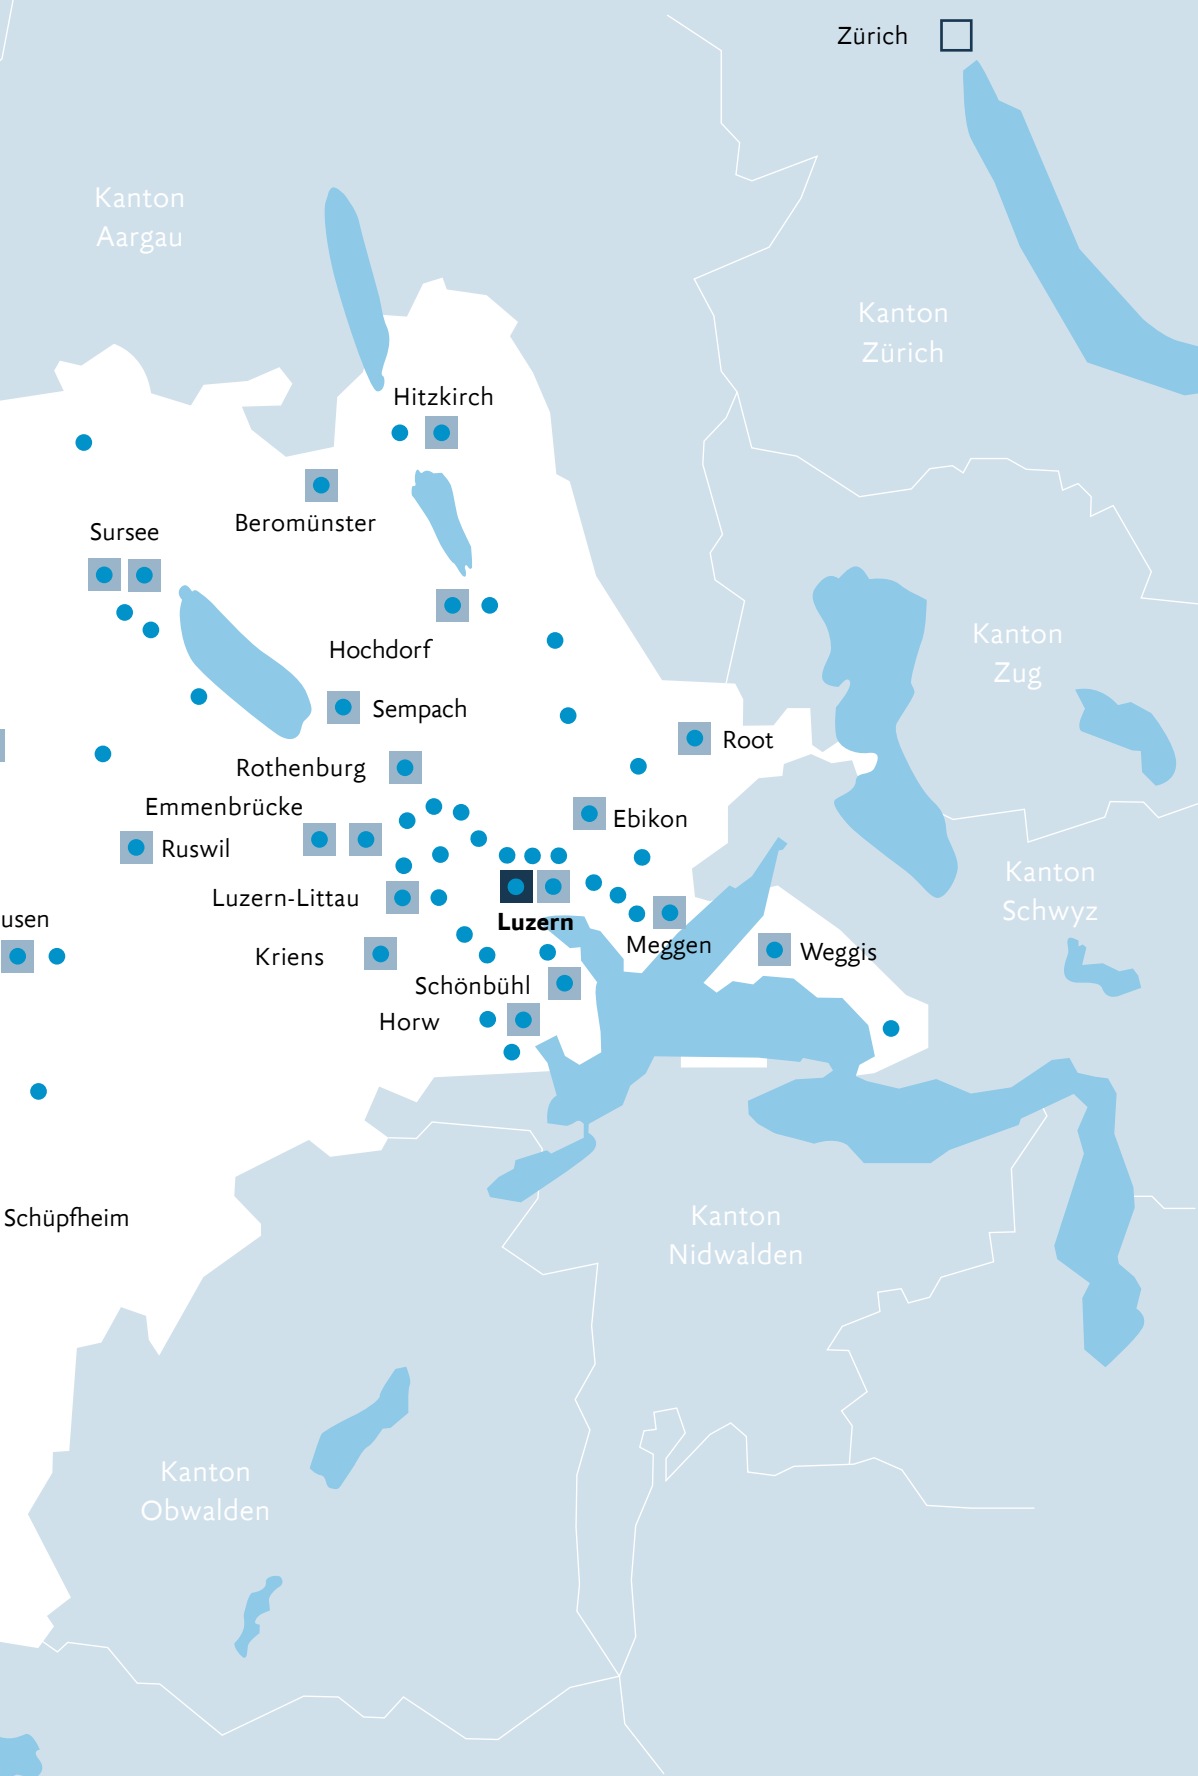 Zürich
Kanton
Aargau
Kanton
Zürich
Hitzkirch
Beromünster
Sursee
Hochdorf
Kanton
Zug
Sempach
Root
Rothenburg
Emmenbrücke
Ebikon
Ruswil
Kanton
Schwyz
Luzern-Littau
usen
Luzern
Meggen
Weggis
Kriens
Schönbühl
Horw
Schüpfheim
Kanton
Nidwalden
Kanton
Obwalden